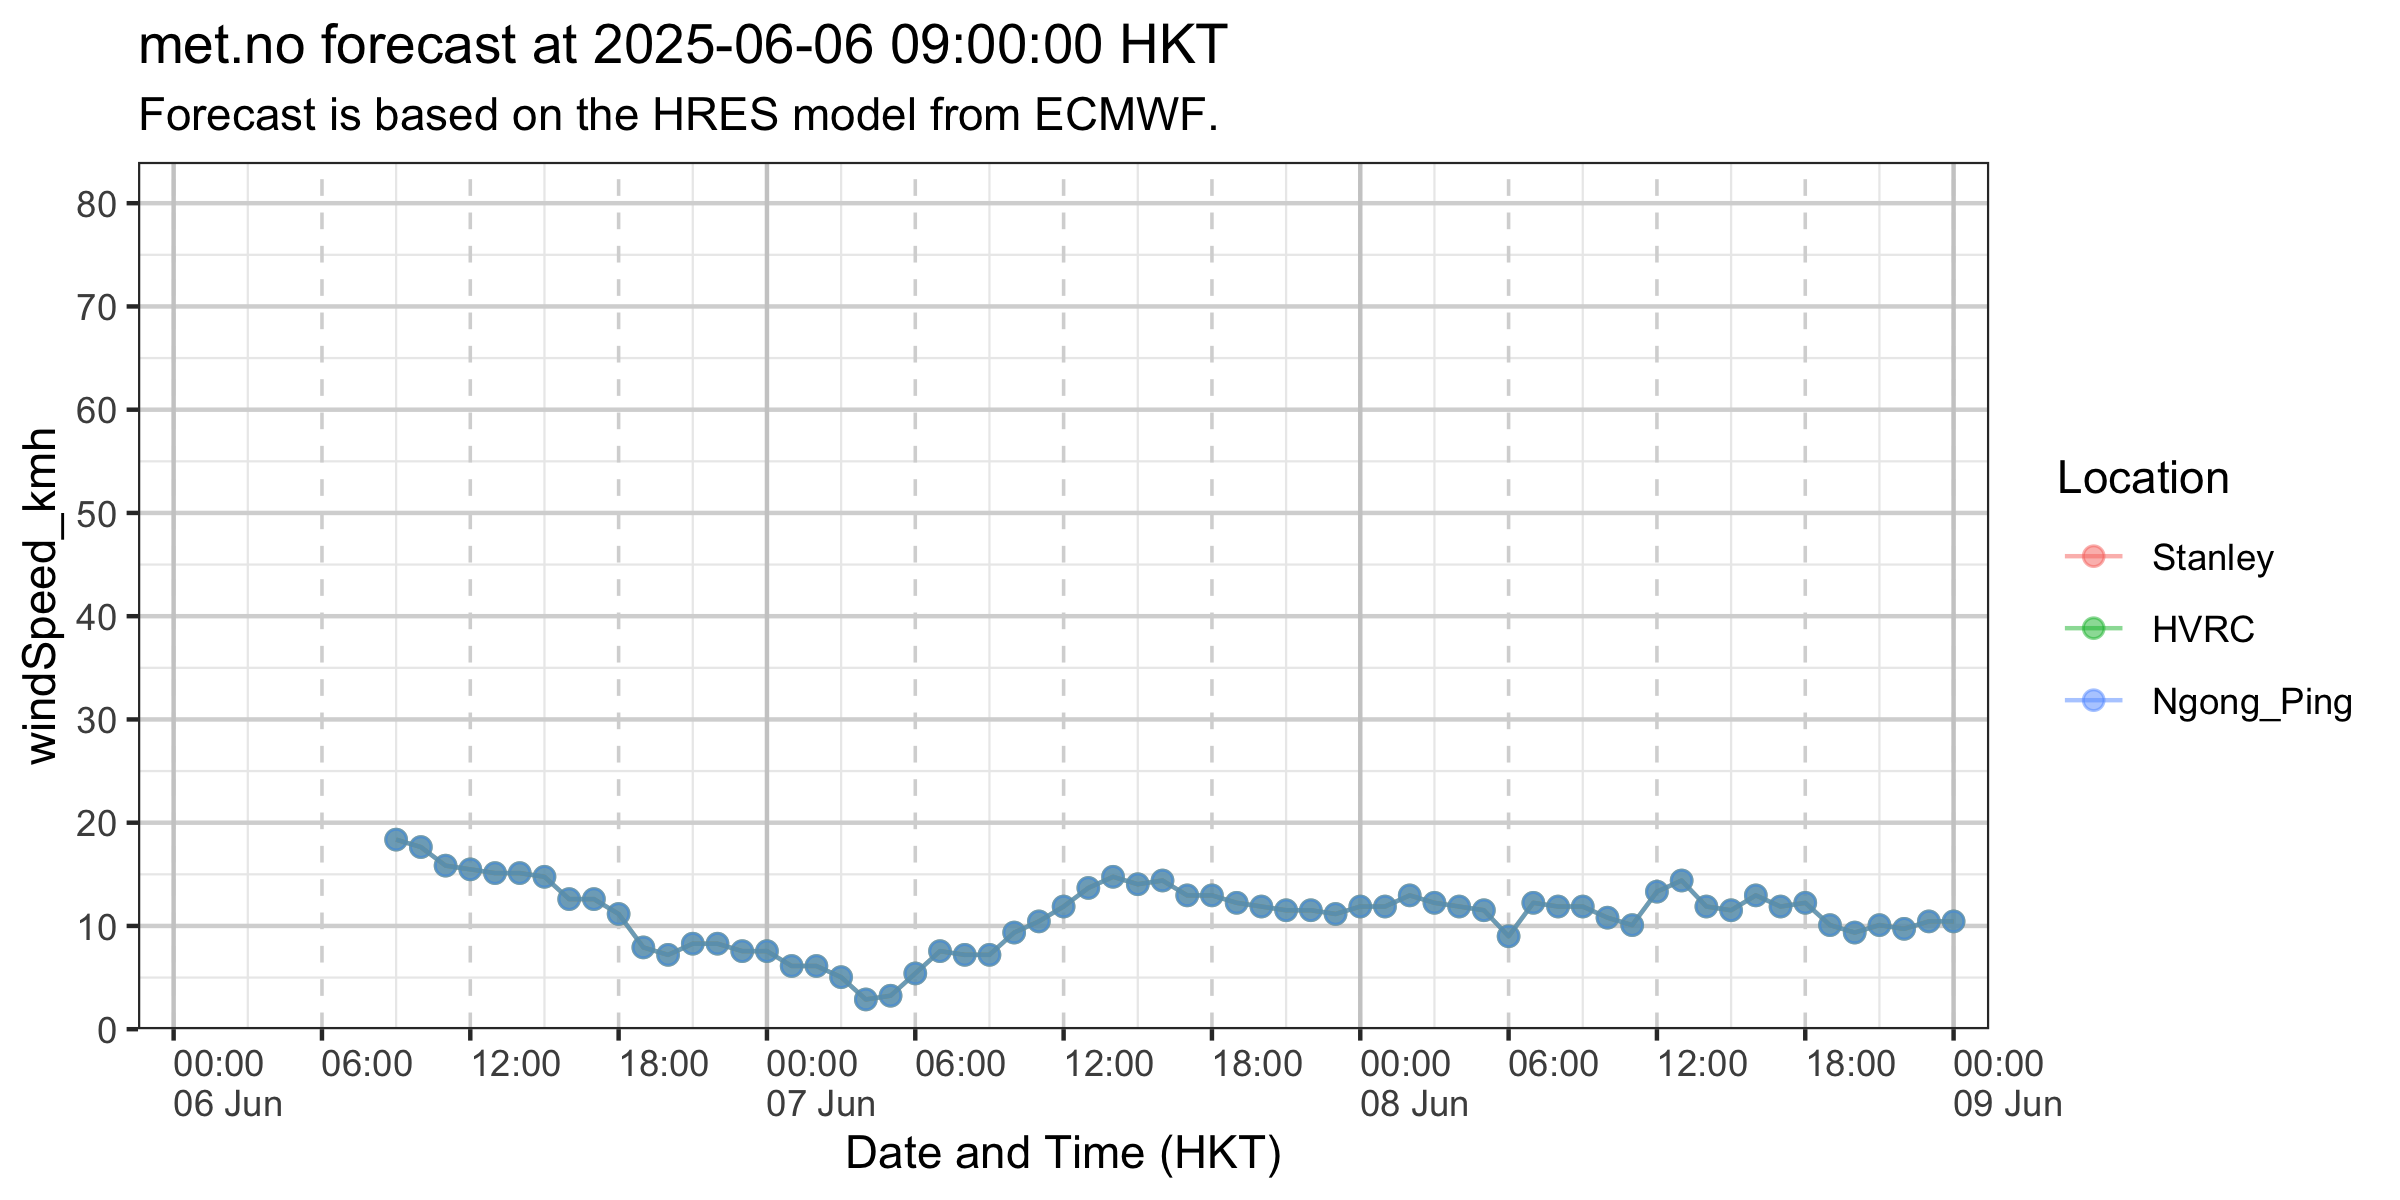 met.no forecast at 2025-06-06 09:00:00 HKT
Forecast is based on the HRES model from ECMWF.
windSpeed_kmh
80
70
60
50
40
30
20
10
0
00:00 06:00 12:00 18:00 00:00 06:00 12:00 18:00 00:00 06:00 12:00 18:00 00:00
06 Jun 07 Jun 08 Jun 09 Jun
Date and Time (HKT)
Location
Stanley
HVRC
Ngong_Ping